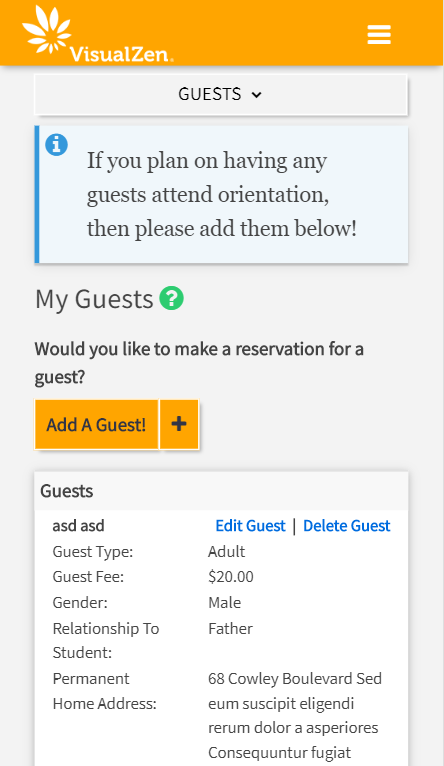 VisualZen.
GUESTS
If you plan on having any
guests attend orientation,
then please add them below!
My Guests
Would you like to make a reservation for a
guest?
Add A Guest! +
Guests
asd asd Edit Guest | Delete Guest
Guest Type: Adult
Guest Fee: $20.00
Gender: Male
Relationship To Father
Student:
Permanent 68 Cowley Boulevard Sed
Home Address: eum suscipit eligendi
rerum dolor a asperiores
Consequuntur fugiat